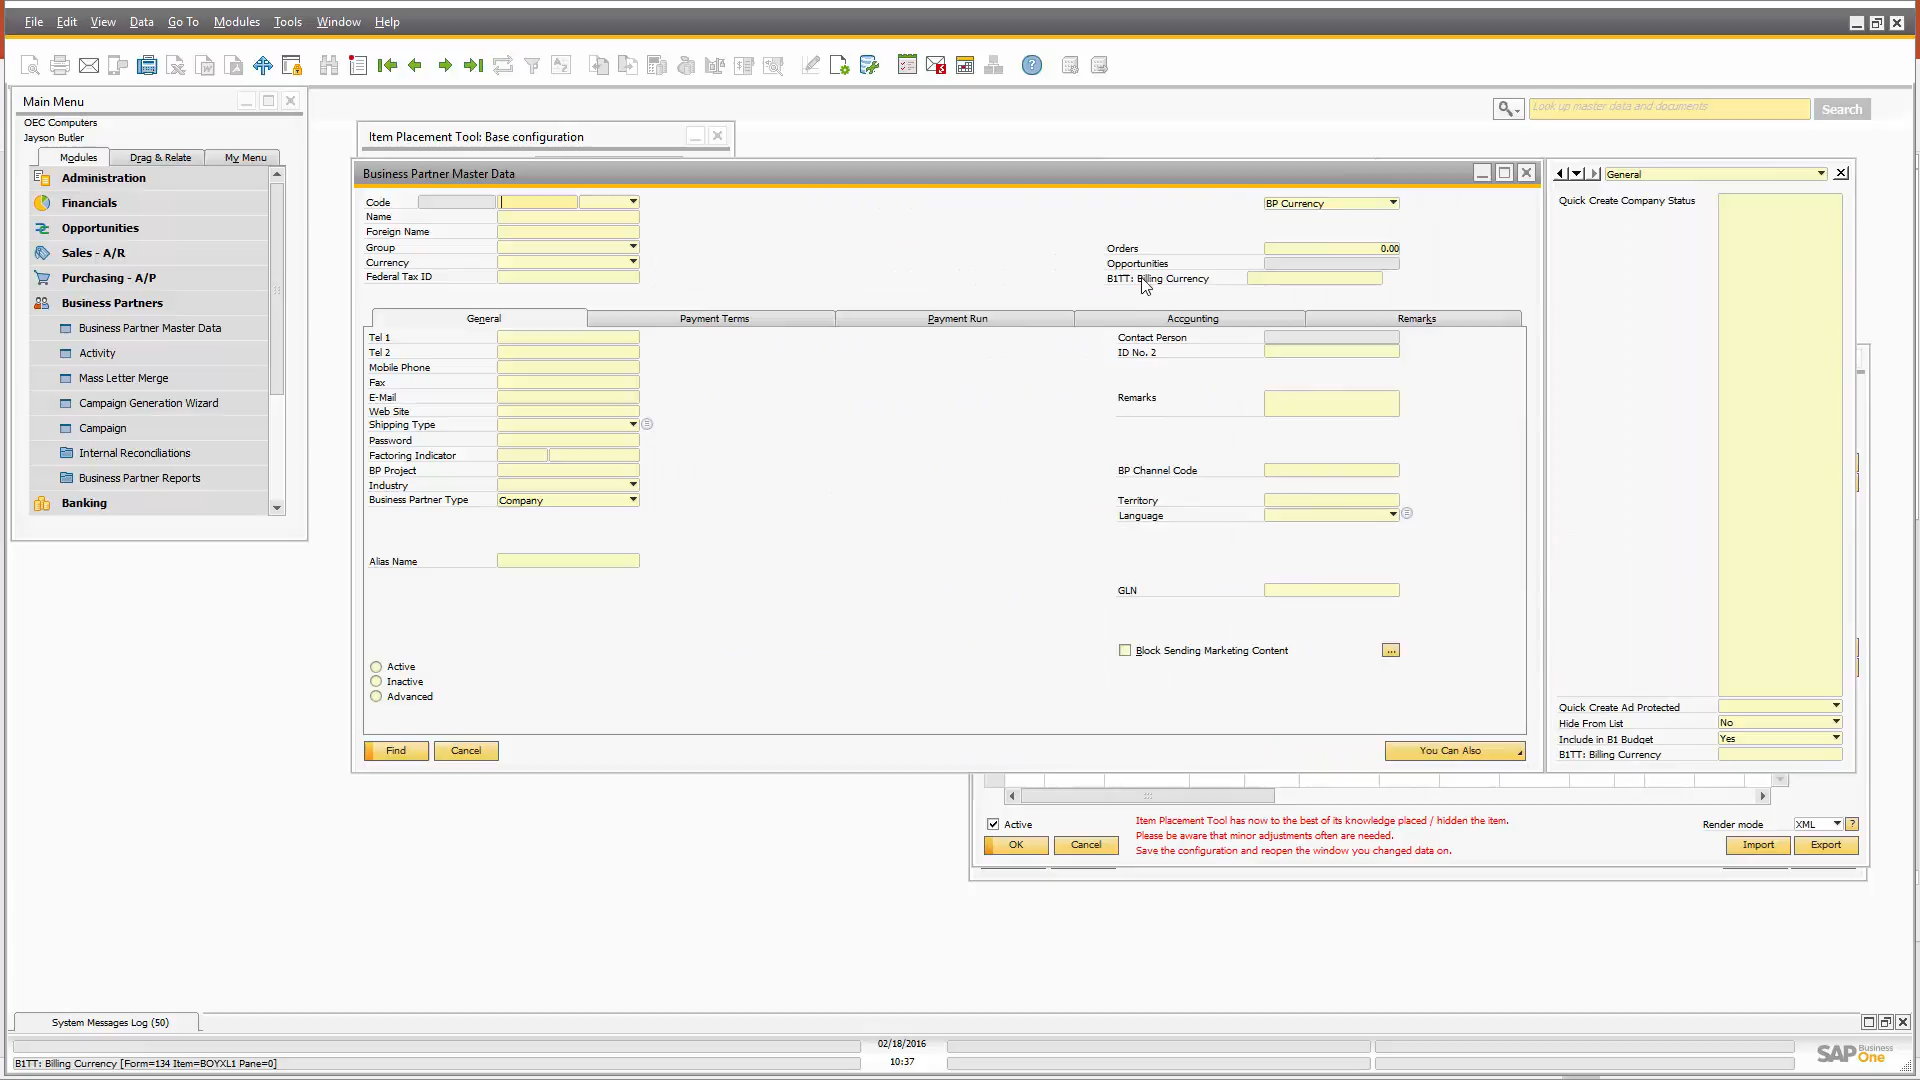 File Edit View Data Go To Modules Tools Window Help
Main Menu
OEC Computers
Jayson Butler
Modules Drag & Relate My Menu
Administration
Financials
Opportunities
Sales - A/R
Purchasing - A/P
Business Partners
Business Partner Master Data
Activity
Mass Letter Merge
Campaign Generation Wizard
Campaign
Internal Reconciliations
Business Partner Reports
Banking
Look up master data and documents Search
Item Placement Tool: Base configuration
Business Partner Master Data
Code
Name
Foreign Name
Group
Currency
Federal Tax ID
BP Currency
Orders 0.00
Opportunities
B1TT: Billing Currency
General Payment Terms Payment Run Accounting Remarks
Tel 1
Tel 2
Mobile Phone
Fax
E-Mail
Web Site
Shipping Type
Password
Factoring Indicator
BP Project
Industry
Business Partner Type Company
Alias Name
Active
Inactive
Advanced
Contact Person
ID No. 2
Remarks
BP Channel Code
Territory
Language
GLN
Block Sending Marketing Content ...
Find Cancel You Can Also
General
Quick Create Company Status
Quick Create Ad Protected
Hide From List No
Include in B1 Budget Yes
B1TT: Billing Currency
Active
OK Cancel
Item Placement Tool has now to the best of its knowledge placed / hidden the item.
Please be aware that minor adjustments often are needed.
Save the configuration and reopen the window you changed data on.
Render mode XML ?
Import Export
System Messages Log (50)
02/18/2016
10:37
B1TT: Billing Currency [Form=134 Item=BOYXL1 Pane=0]
SAP Business One